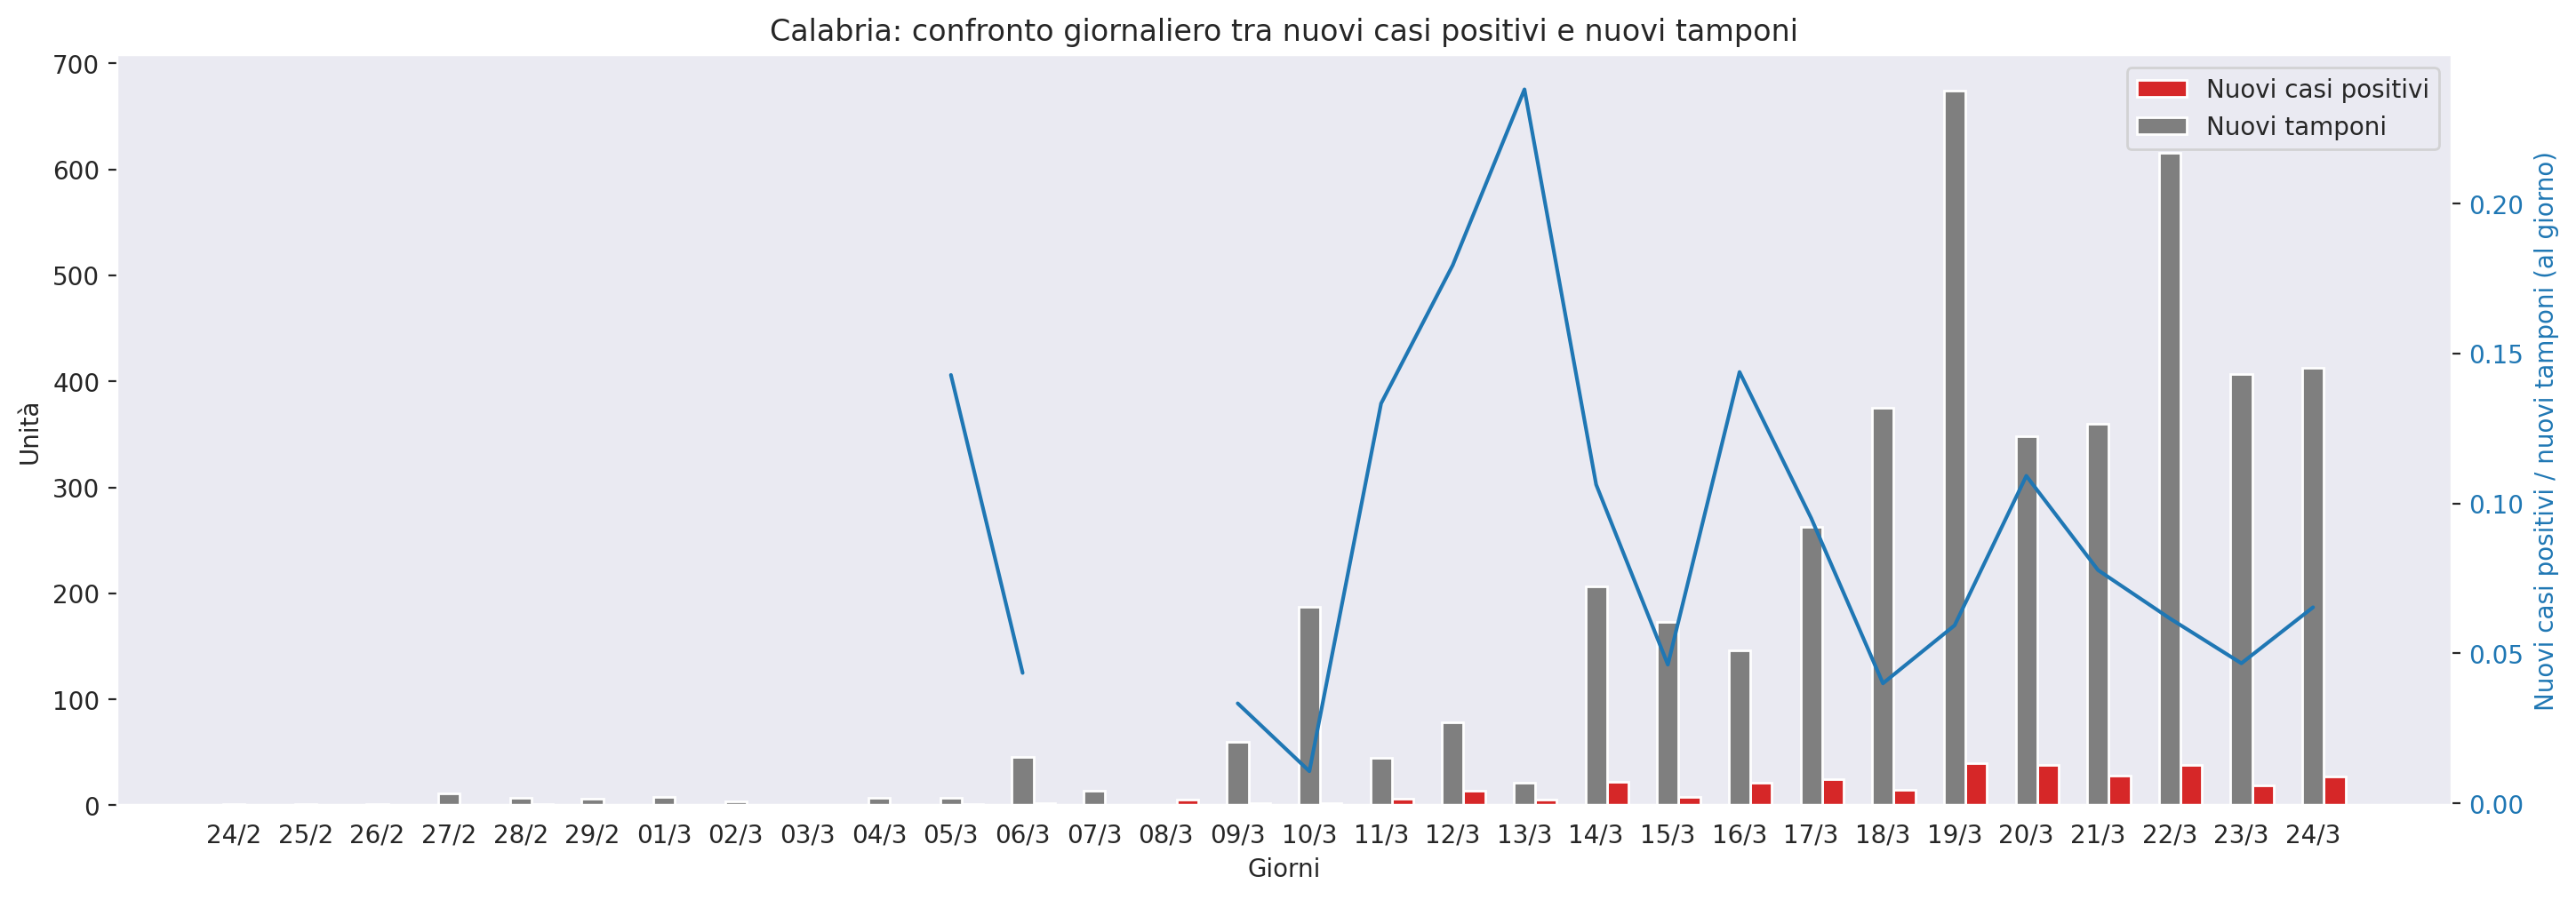 Calabria: confronto giornaliero tra nuovi casi positivi e nuovi tamponi
Nuovi casi positivi
Nuovi tamponi
Unità
700
600
500
400
300
200
100
0
Nuovi casi positivi / nuovi tamponi (al giorno)
0.20
0.15
0.10
0.05
0.00
24/2 25/2 26/2 27/2 28/2 29/2 01/3 02/3 03/3 04/3 05/3 06/3 07/3 08/3 09/3 10/3 11/3 12/3 13/3 14/3 15/3 16/3 17/3 18/3 19/3 20/3 21/3 22/3 23/3 24/3
Giorni